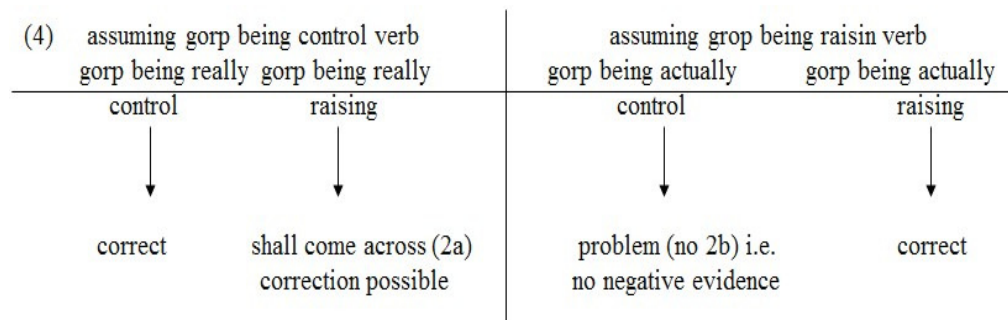 (4) assuming gorp being control verb assuming grop being raisin verb
gorp being really gorp being really gorp being actually gorp being actually
control raising control raising
correct shall come across (2a) problem (no 2b) i.e. correct
correction possible no negative evidence